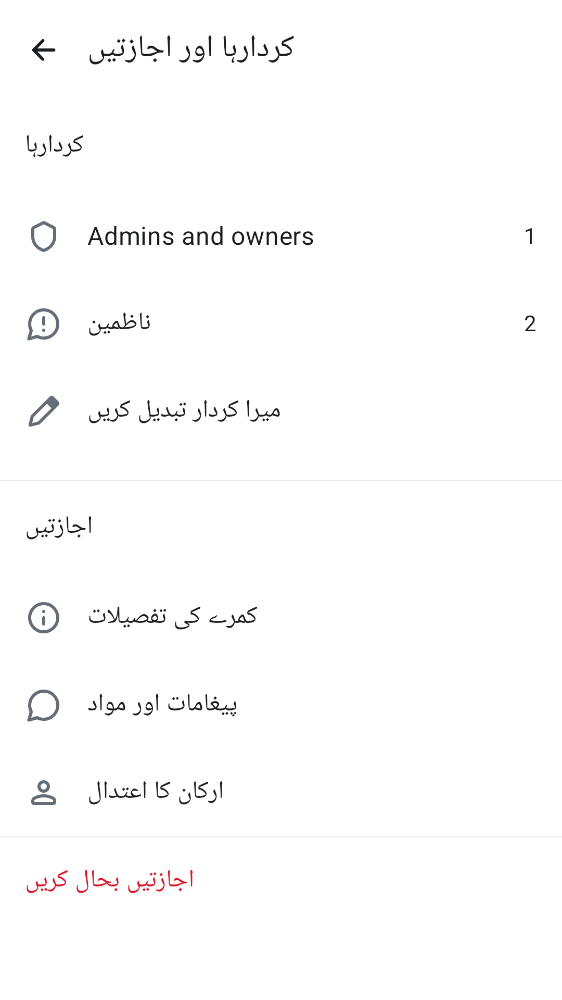 کردارہا اور اجازتیں
کردارہا
Admins and owners 1
ناظمین 2
میرا کردار تبدیل کریں
اجازتیں
کمرے کی تفصیلات
پیغامات اور مواد
ارکان کا اعتدال
اجازتیں بحال کریں